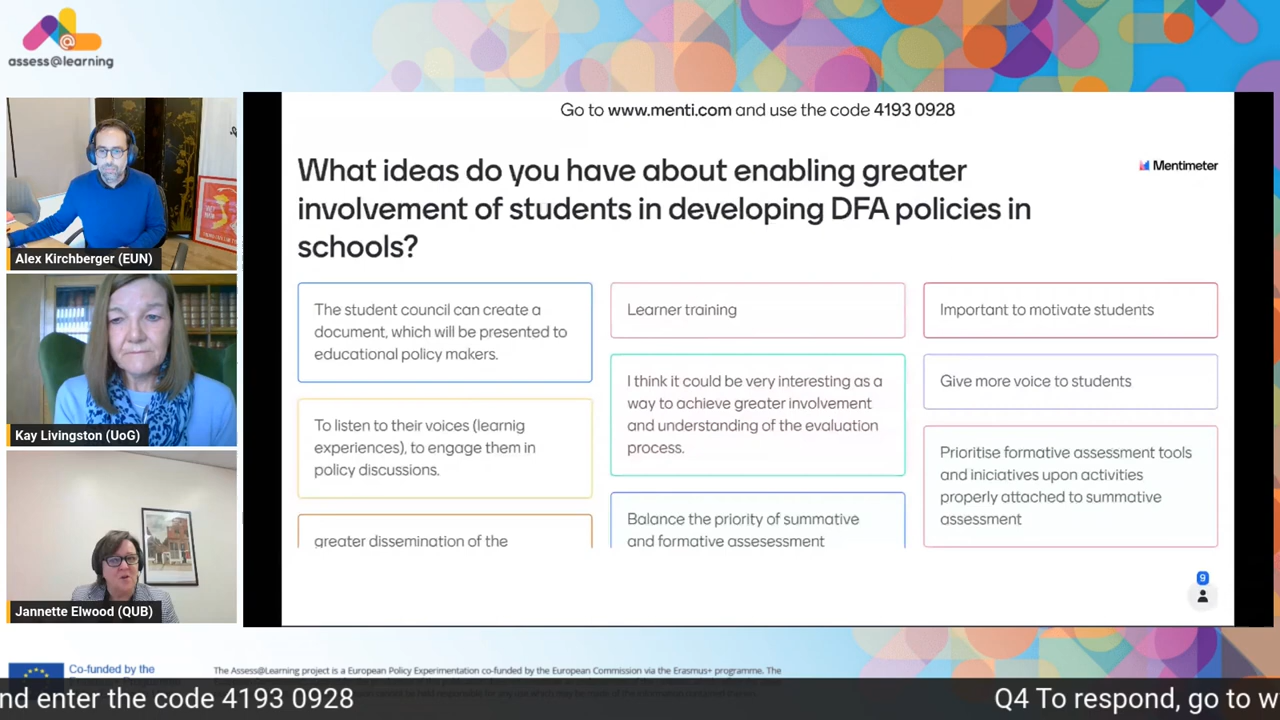 assess@learning
Alex Kirchberger (EUN)
Kay Livingston (UoG)
Jannette Elwood (QUB)
Go to www.menti.com and use the code 4193 0928
What ideas do you have about enabling greater
involvement of students in developing DFA policies in
schools?
Mentimeter
The student council can create a
document, which will be presented to
educational policy makers.
To listen to their voices (learnig
experiences), to engage them in
policy discussions.
greater dissemination of the
Learner training
I think it could be very interesting as a
way to achieve greater involvement
and understanding of the evaluation
process.
Balance the priority of summative
and formative assesessment
Important to motivate students
Give more voice to students
Prioritise formative assessment tools
and iniciatives upon activities
properly attached to summative
assessment
9
Co-funded by the
The Assess@Learning project is a European Policy Experimentation co-funded by the European Commission via the Erasmus+ programme. The
nd enter the code 4193 0928
Q4 To respond, go to w